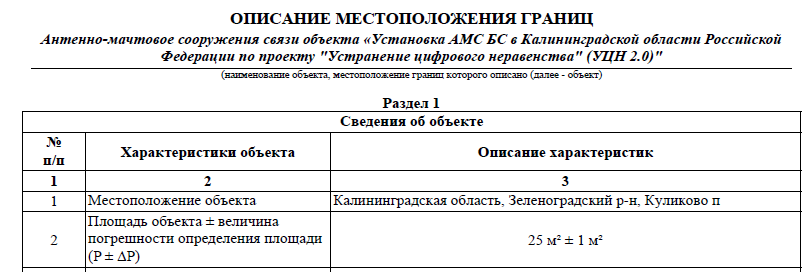 ОПИСАНИЕ МЕСТОПОЛОЖЕНИЯ ГРАНИЦ
Антенно-мачтовое сооружения связи объекта «Установка АМС БС в Калининградской области Российской
Федерации по проекту "Устранение цифрового неравенства" (УЦН 2.0)"
(наименование объекта, местоположение границ которого описано (далее - объект)
Раздел 1
Сведения об объекте
№
п/п
Характеристики объекта
Описание характеристик
1
2
3
1
Местоположение объекта
Калининградская область, Зеленоградский р-н, Куликово п
2
Площадь объекта ± величина
погрешности определения площади
(P ± ΔP)
25 м² ± 1 м²